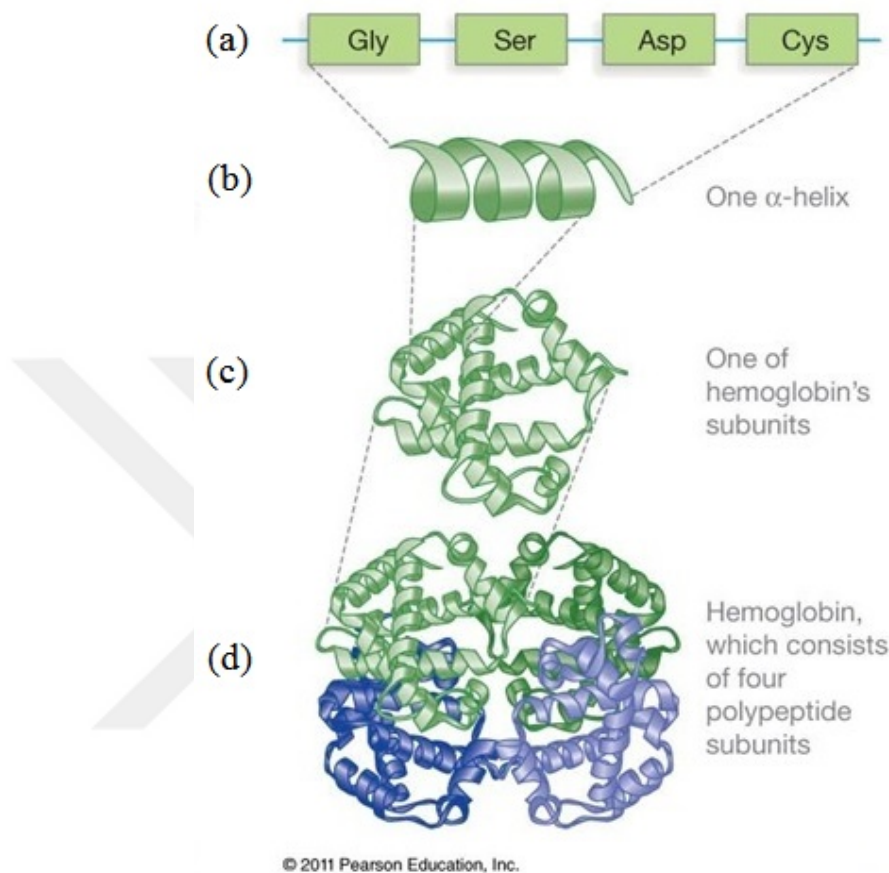 (a) Gly Ser Asp Cys
(b)
One α-helix
(c)
One of
hemoglobin's
subunits
(d)
Hemoglobin,
which consists
of four
polypeptide
subunits
© 2011 Pearson Education, Inc.